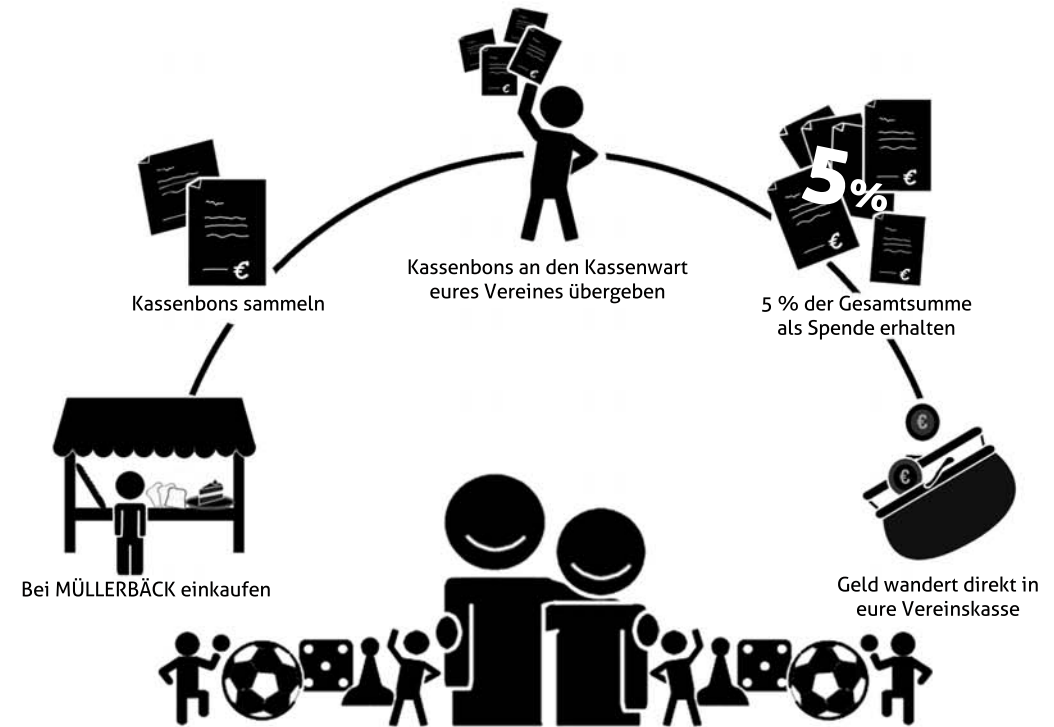 Bei MÜLLERBÄCK einkaufen
Kassenbons sammeln
€
Kassenbons an den Kassenwart
eures Vereines übergeben
€
€
5 %
€
€
€
5 % der Gesamtsumme
als Spende erhalten
€
€
Geld wandert direkt in
eure Vereinskasse